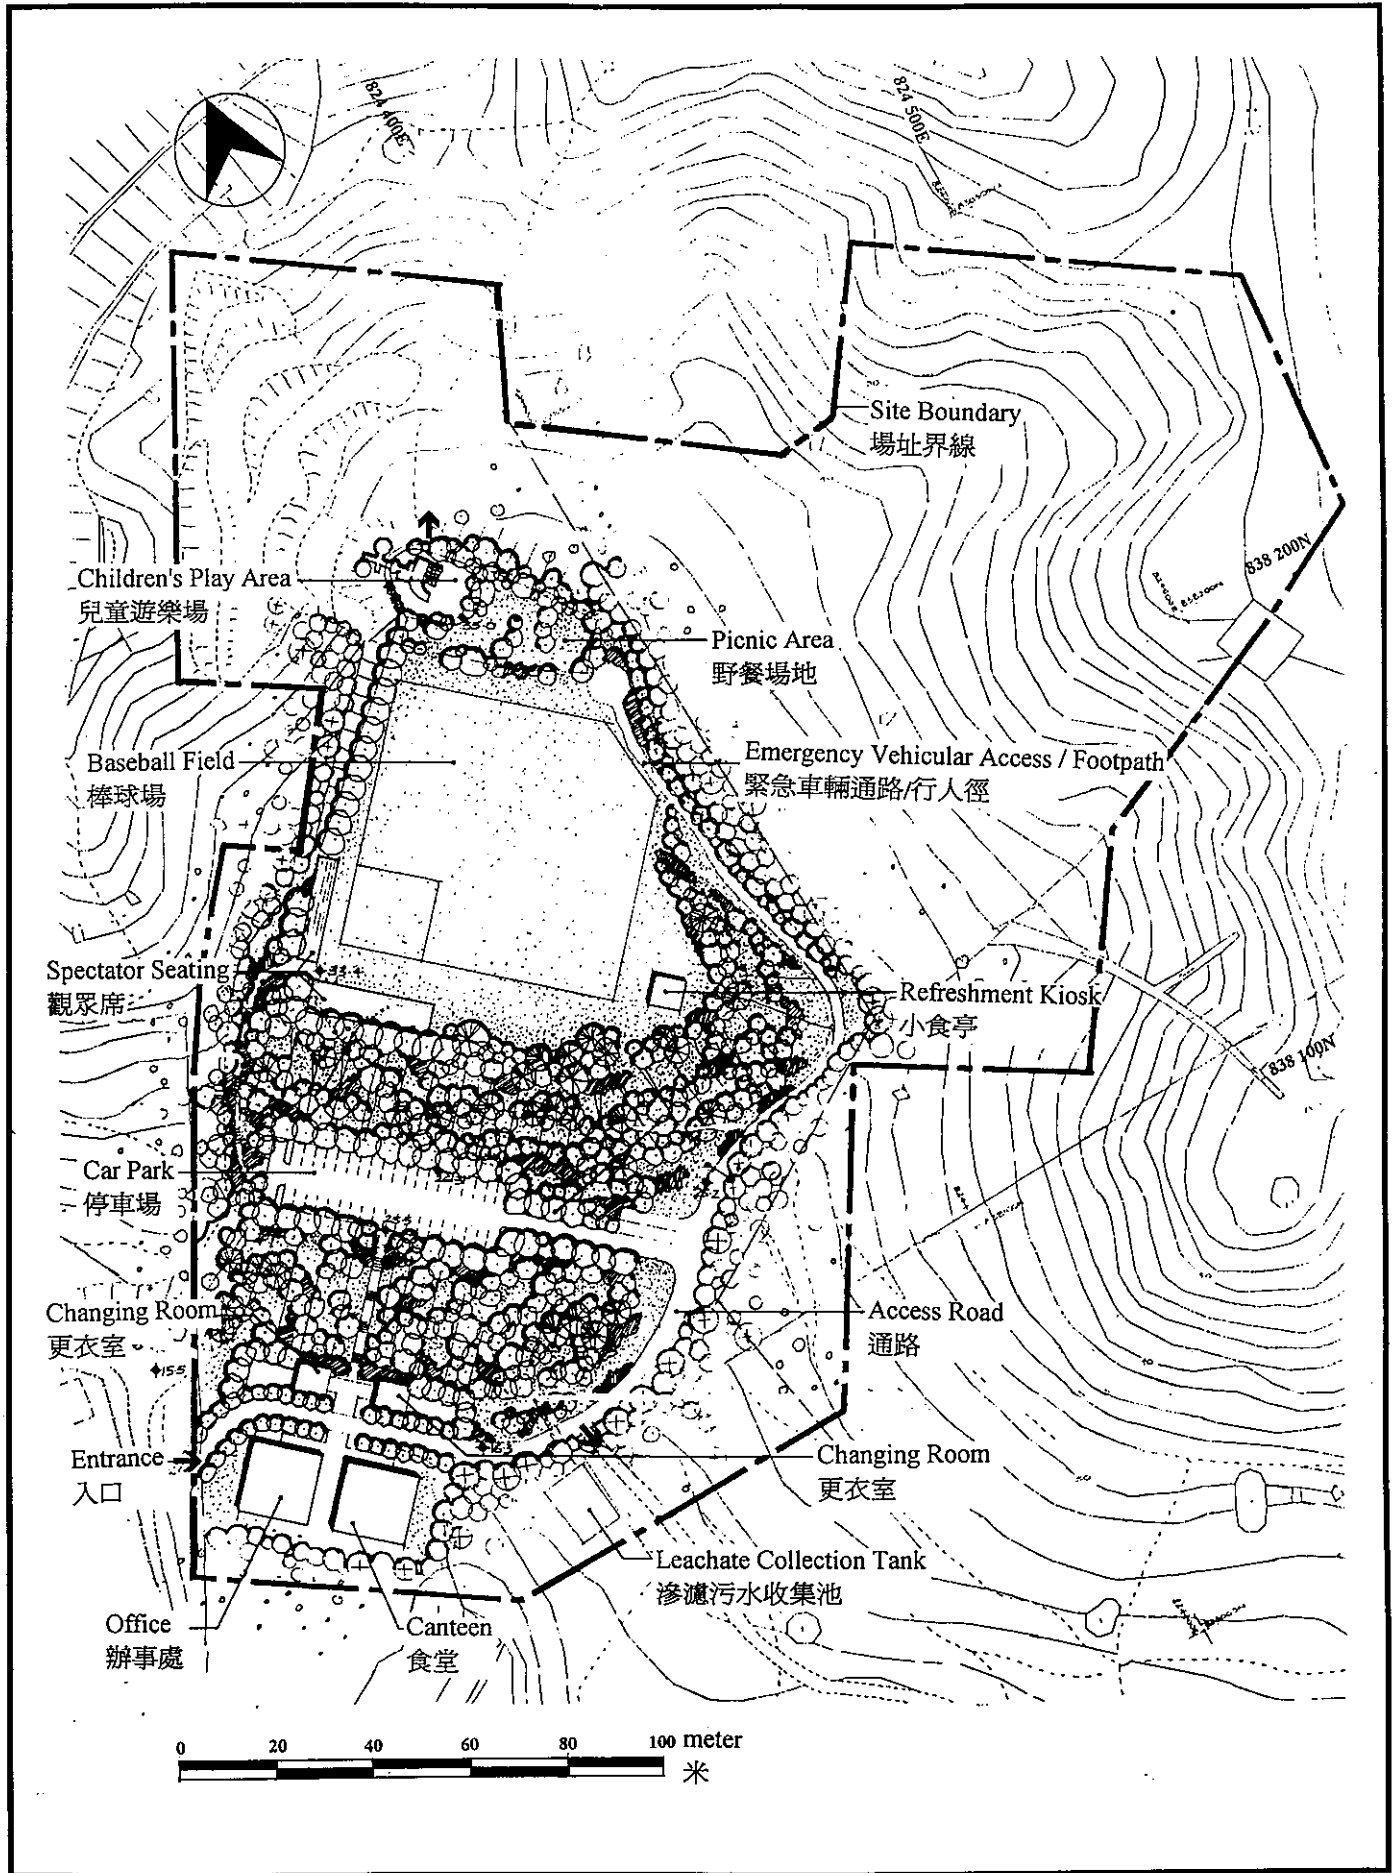 824 400E
824 500E
Site Boundary
場址界線
838 200N
Children's Play Area
兒童遊樂場
Picnic Area
野餐場地
Baseball Field
棒球場
Emergency Vehicular Access / Footpath
緊急車輛通路/行人徑
Spectator Seating
觀眾席
Refreshment Kiosk
小食亭
838 100N
Car Park
停車場
Changing Room
更衣室
Access Road
通路
Entrance
入口
Changing Room
更衣室
Leachate Collection Tank
滲濾污水收集池
Office
辦事處
Canteen
食堂
0 20 40 60 80 100 meter
米